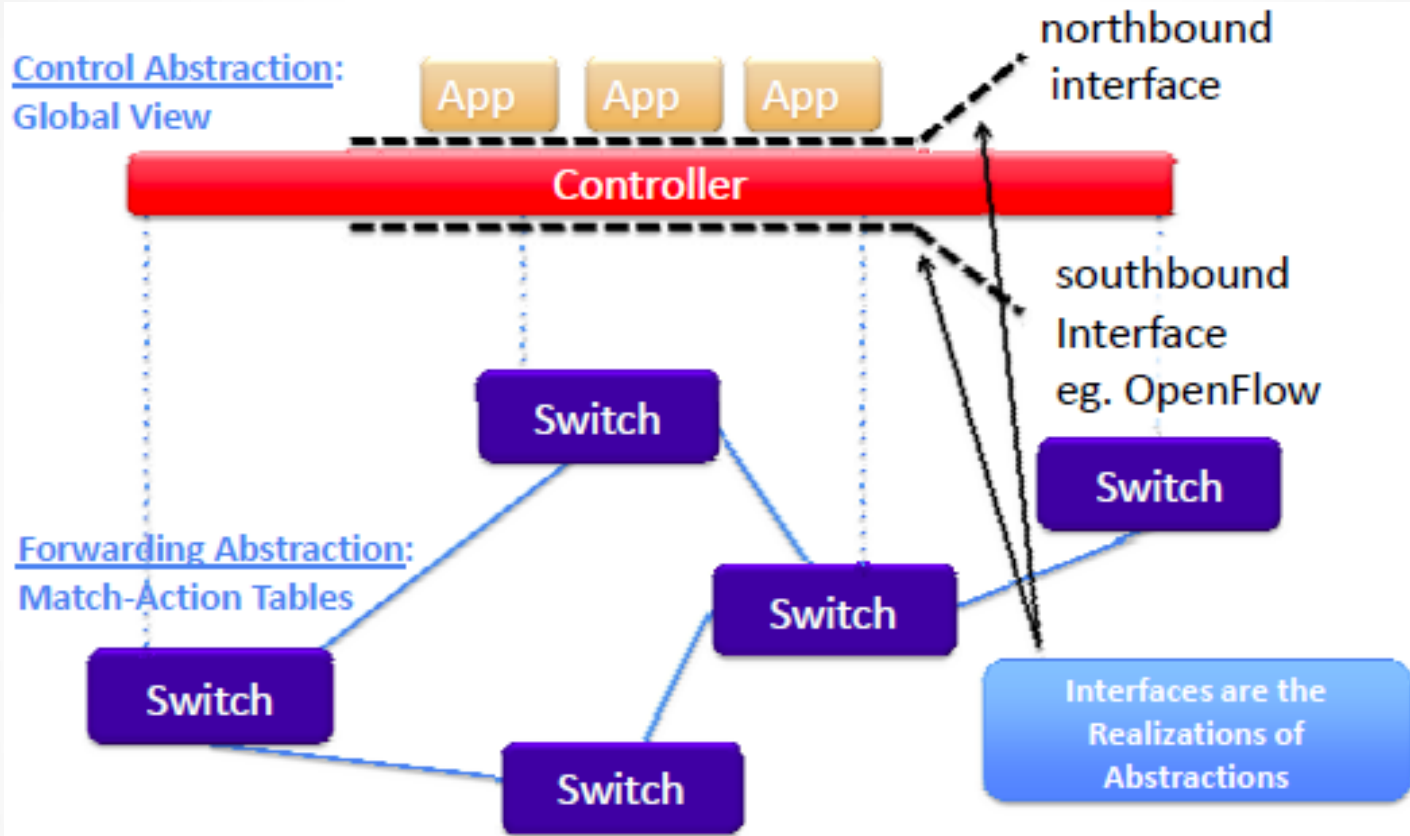 Control Abstraction:
Global View
App
App
App
northbound
interface
Controller
southbound
Interface
eg. OpenFlow
Switch
Switch
Forwarding Abstraction:
Match-Action Tables
Switch
Switch
Switch
Interfaces are the
Realizations of
Abstractions